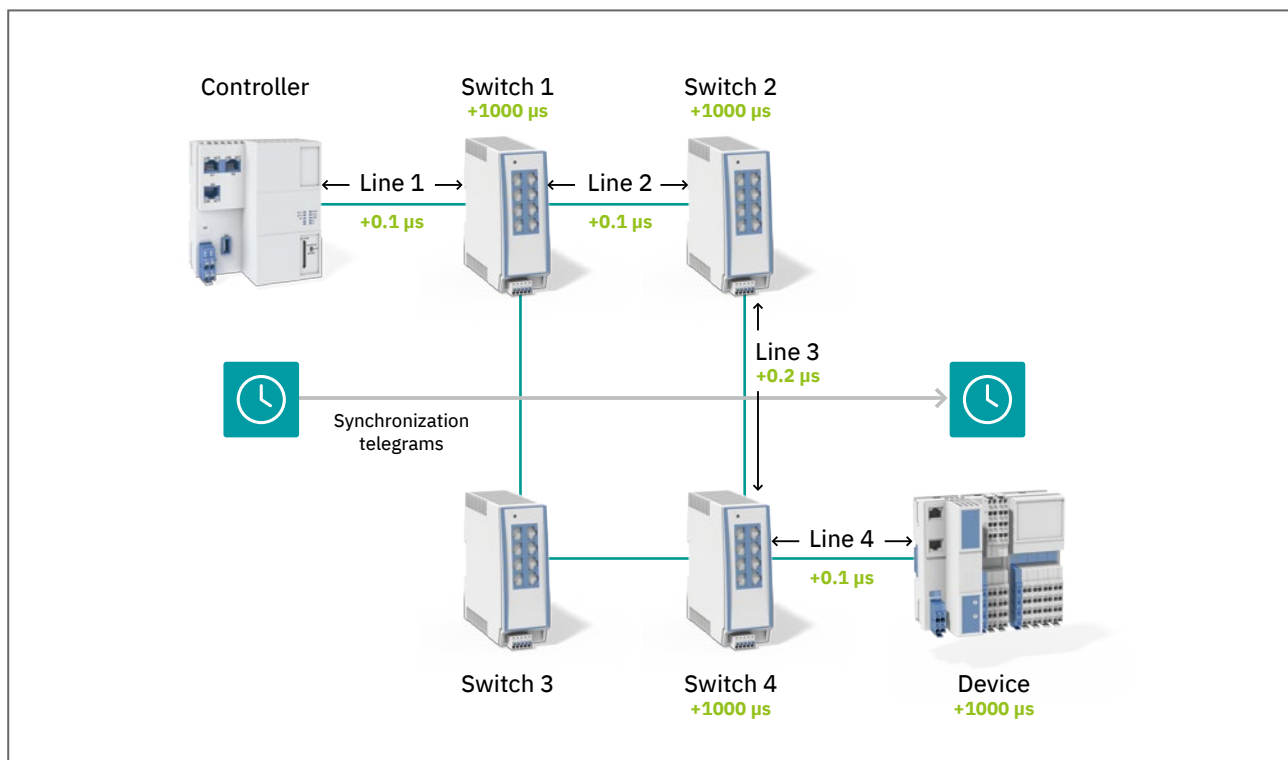 Controller
Switch 1
+1000 µs
Switch 2
+1000 µs
Line 1
+0.1 µs
Line 2
+0.1 µs
Line 3
+0.2 µs
Synchronization
telegrams
Line 4
+0.1 µs
Switch 3
Switch 4
+1000 µs
Device
+1000 µs